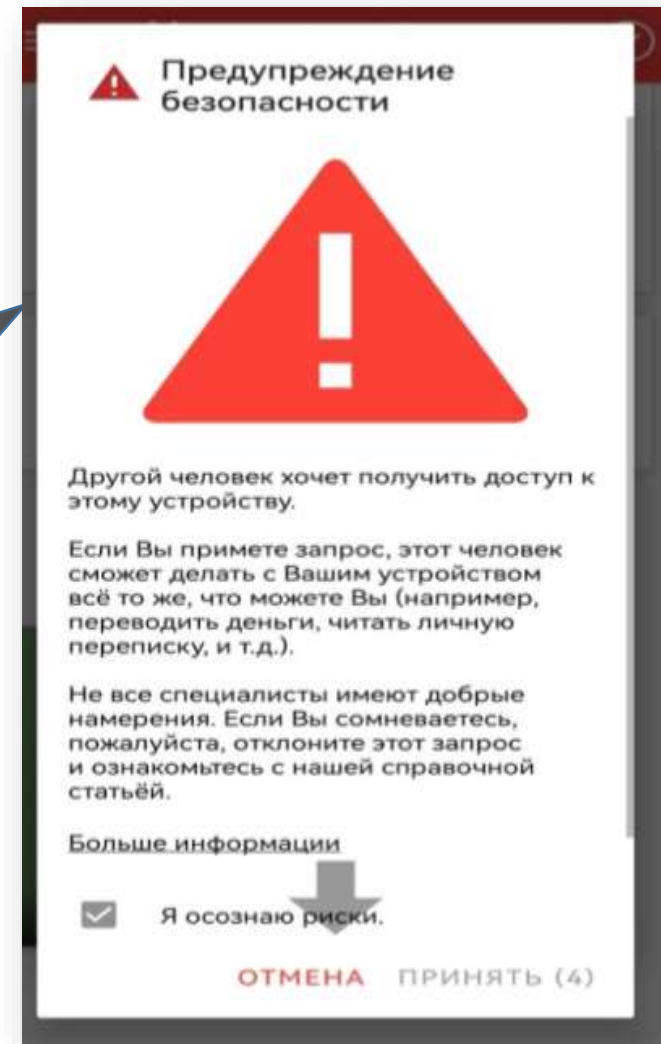 Предупреждение
безопасности
Другой человек хочет получить доступ к
этому устройству.
Если Вы примете запрос, этот человек
сможет делать с Вашим устройством
всё то же, что можете Вы (например,
переводить деньги, читать личную
переписку, и т.д.).
Не все специалисты имеют добрые
намерения. Если Вы сомневаетесь,
пожалуйста, отклоните этот запрос
и ознакомьтесь с нашей справочной
статьёй.
Больше информации
Я осознаю риски.
ОТМЕНА ПРИНЯТЬ (4)